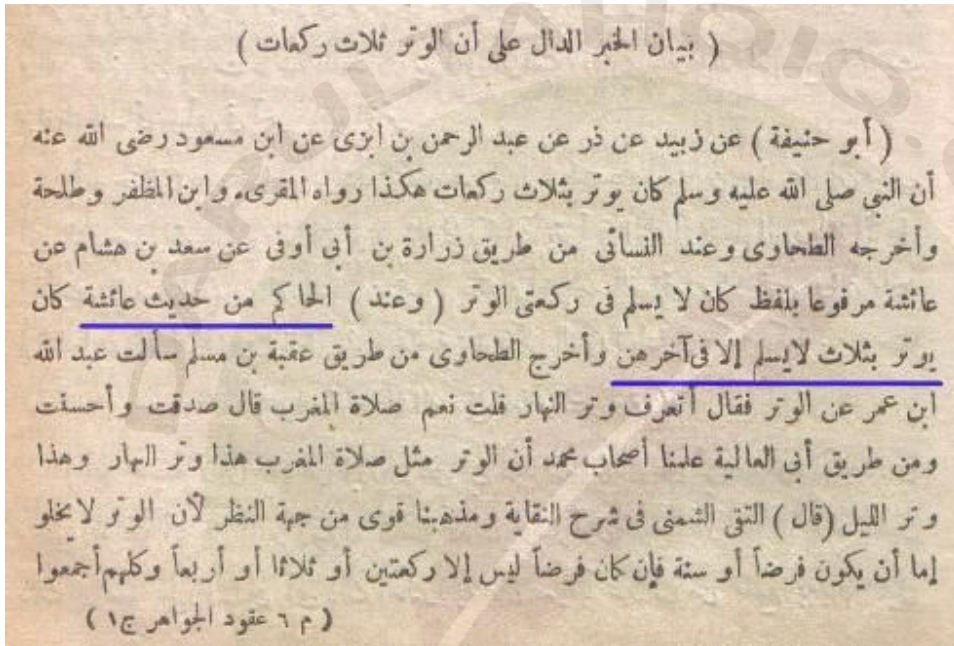 ( بيان الخبر الدال على أن الوتر ثلاث ركعات )
( أبو حنيفة ) عن زبيد عن ذر عن عبد الرحمن بن ابزى عن ابن مسعود رضى الله عنه
أن النبي صلى الله عليه وسلم كان يوتر بثلاث ركعات هكذا رواه المقرىء وابن المظفر وطلحة
وأخرجه الطحاوى وعند النسائى من طريق زرارة بن أبى أوفى عن سعد بن هشام عن
عائشة مرفوعا بلفظ كان لا يسلم فى ركعتى الوتر ( وعند ) الحاكم من حديث عائشة كان
يوتر بثلاث لايسلم إلا فى آخرهن وأخرج الطحاوى من طريق عقبة بن مسلم سألت عبد الله
ابن عمر عن الوتر فقال أتعرف وتر النهار قلت نعم صلاة المغرب قال صدقت وأحسنت
ومن طريق أبى العالية علمنا أصحاب محمد أن الوتر مثل صلاة المغرب هذا وتر النهار وهذا
وتر الليل (قال ) التقى الشمنى فى شرح النقاية ومذهبنا قوى من جهة النظر لأن الوتر لا يخلو
إما أن يكون فرضاً أو سنة فإن كان فرضاً ليس إلا ركعتين أو ثلاثا أو أربعاً وكلهم أجمعوا
( م ٦ عقود الجواهر ج١ )